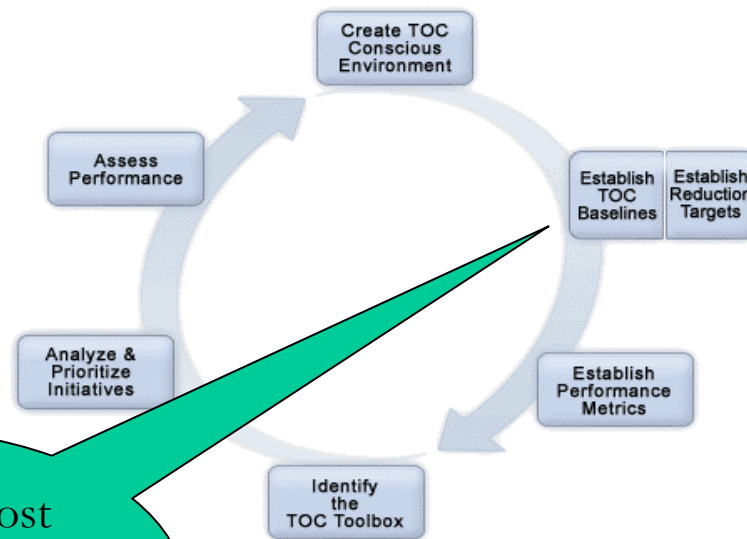 Create TOC
Conscious
Environment
Establish
TOC
Baselines
Establish
Reduction
Targets
Establish
Performance
Metrics
Identify
the
TOC Toolbox
Analyze &
Prioritize
Initiatives
Assess
Performance